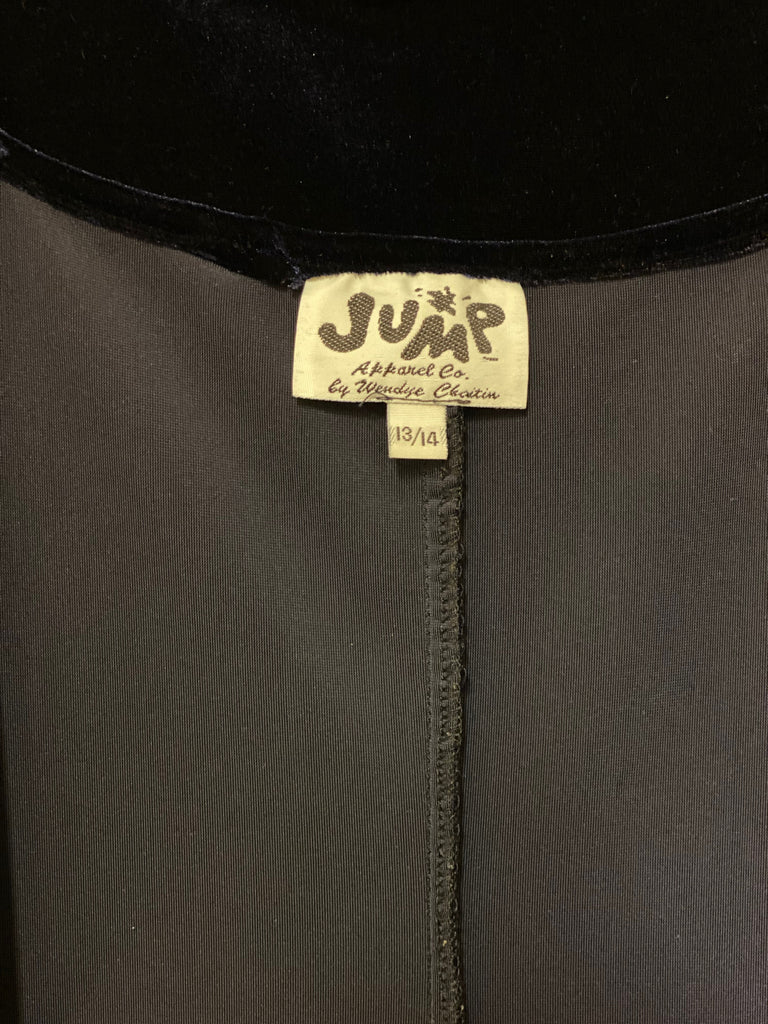 JUMP
Apparel Co.
by Wendye Chaitin
13/14